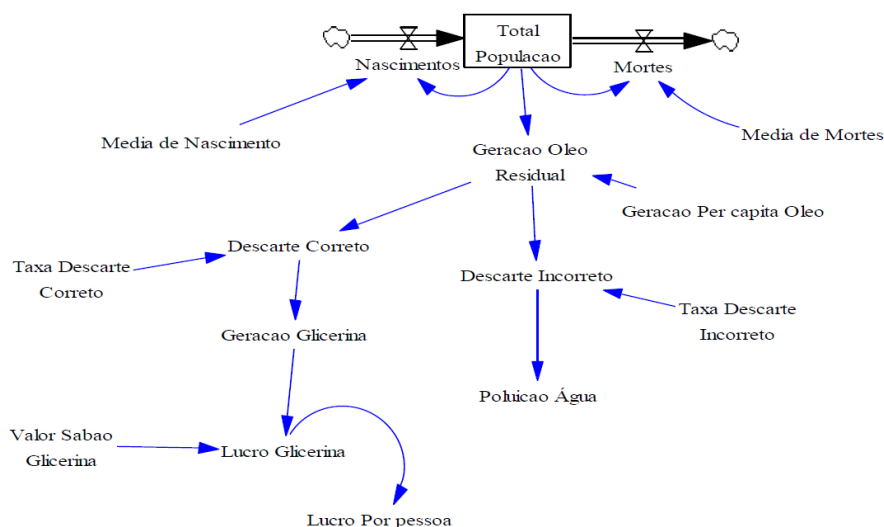 Total
Populacao
Nascimentos
Mortes
Media de Nascimento
Media de Mortes
Geracao Oleo
Residual
Geracao Per capita Oleo
Descarte Correto
Taxa Descarte
Correto
Descarte Incorreto
Taxa Descarte
Incorreto
Geracao Glicerina
Poluicao Água
Valor Sabao
Glicerina
Lucro Glicerina
Lucro Por pessoa